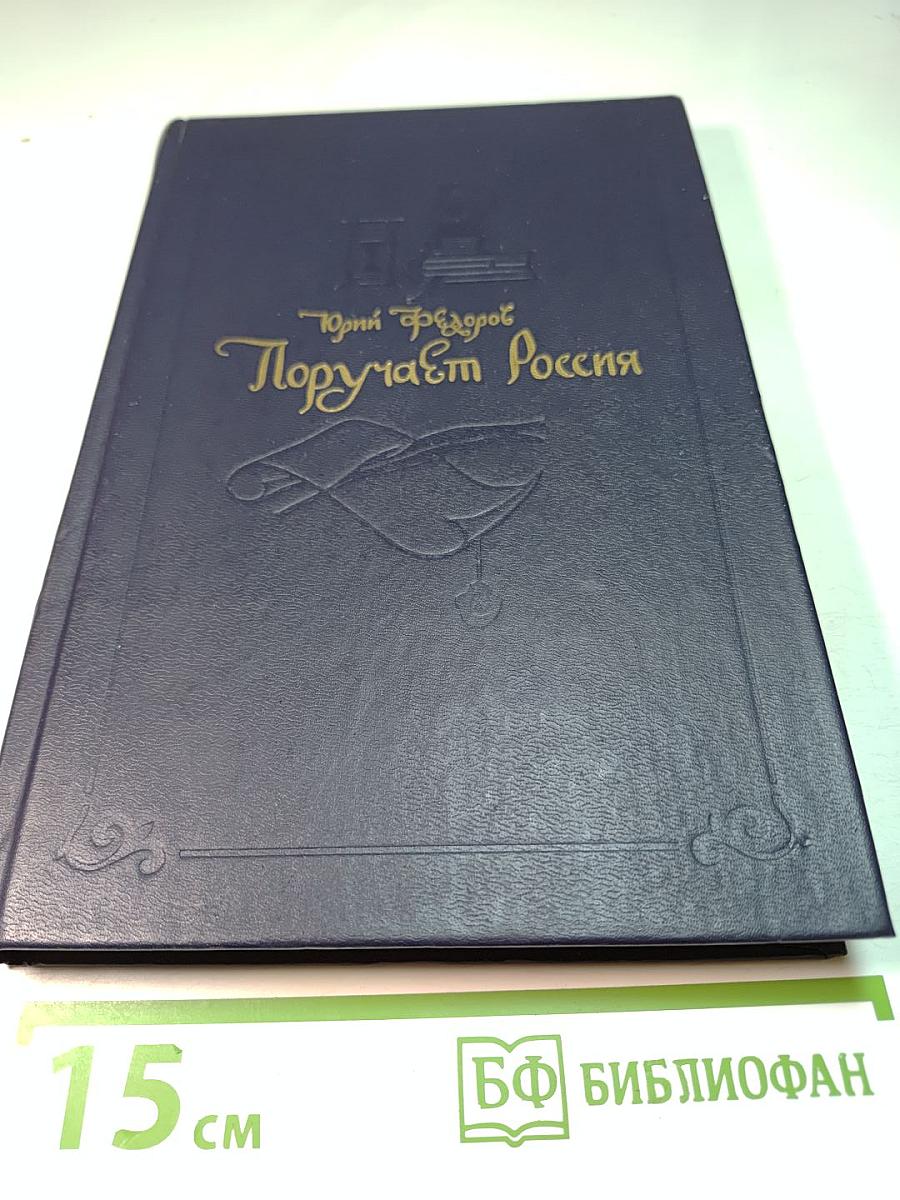 Юрий Федоров
Поручает Россия
15 см
БФ БИБЛИОФАН